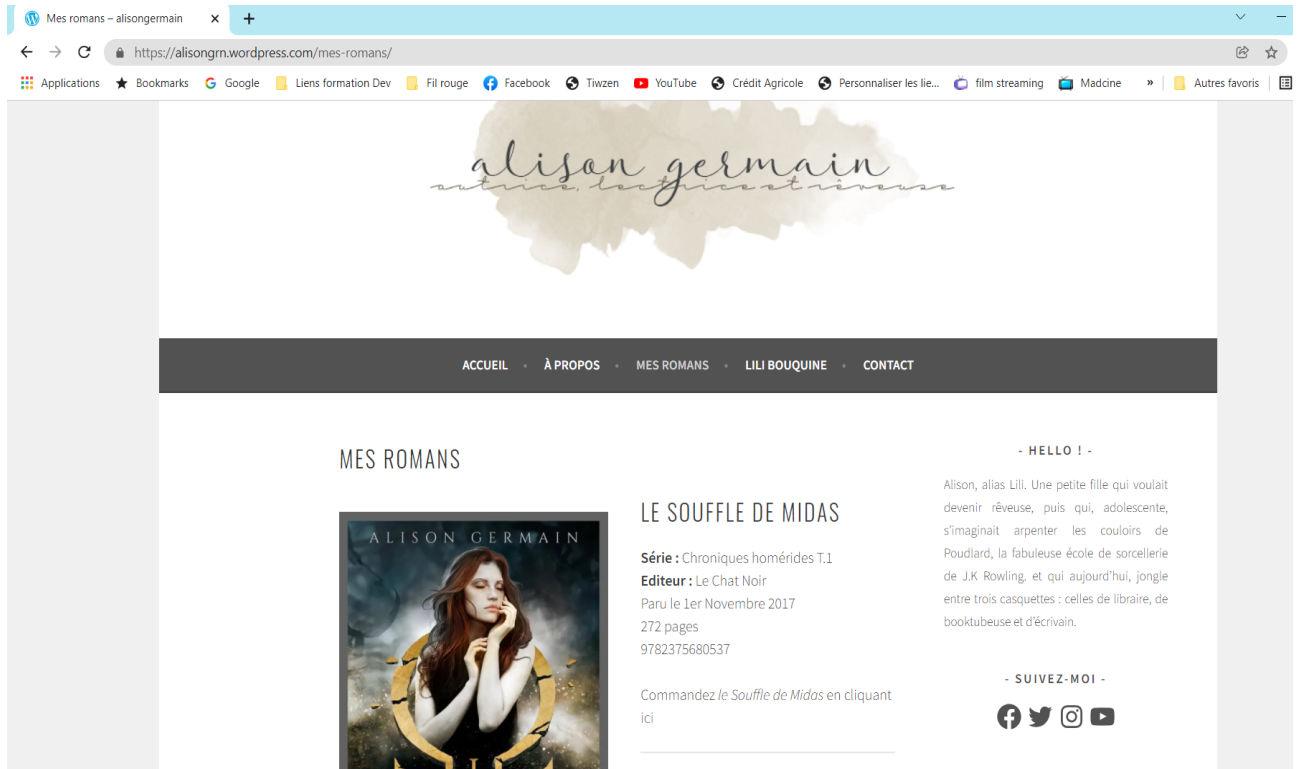 Mes romans – alisongermain
https://alisongrn.wordpress.com/mes-romans/
Applications Bookmarks Google Liens formation Dev Fil rouge Facebook Tiwzen YouTube Crédit Agricole Personnaliser les lie... film streaming Madcine » Autres favoris
alison germain
autrice, lectrice et rêveuse
ACCUEIL À PROPOS MES ROMANS LILI BOUQUINE CONTACT
MES ROMANS
ALISON GERMAIN
LE SOUFFLE DE MIDAS
Série : Chroniques homérides T.1
Editeur : Le Chat Noir
Paru le 1er Novembre 2017
272 pages
9782375680537
Commandez le Souffle de Midas en cliquant
ici
- HELLO ! -
Alison, alias Lili. Une petite fille qui voulait
devenir rêveuse, puis qui, adolescente,
s'imaginait arpenter les couloirs de
Poudlard, la fabuleuse école de sorcellerie
de J.K Rowling. et qui aujourd'hui, jongle
entre trois casquettes : celles de libraire, de
booktubeuse et d'écrivain.
- SUIVEZ-MOI -